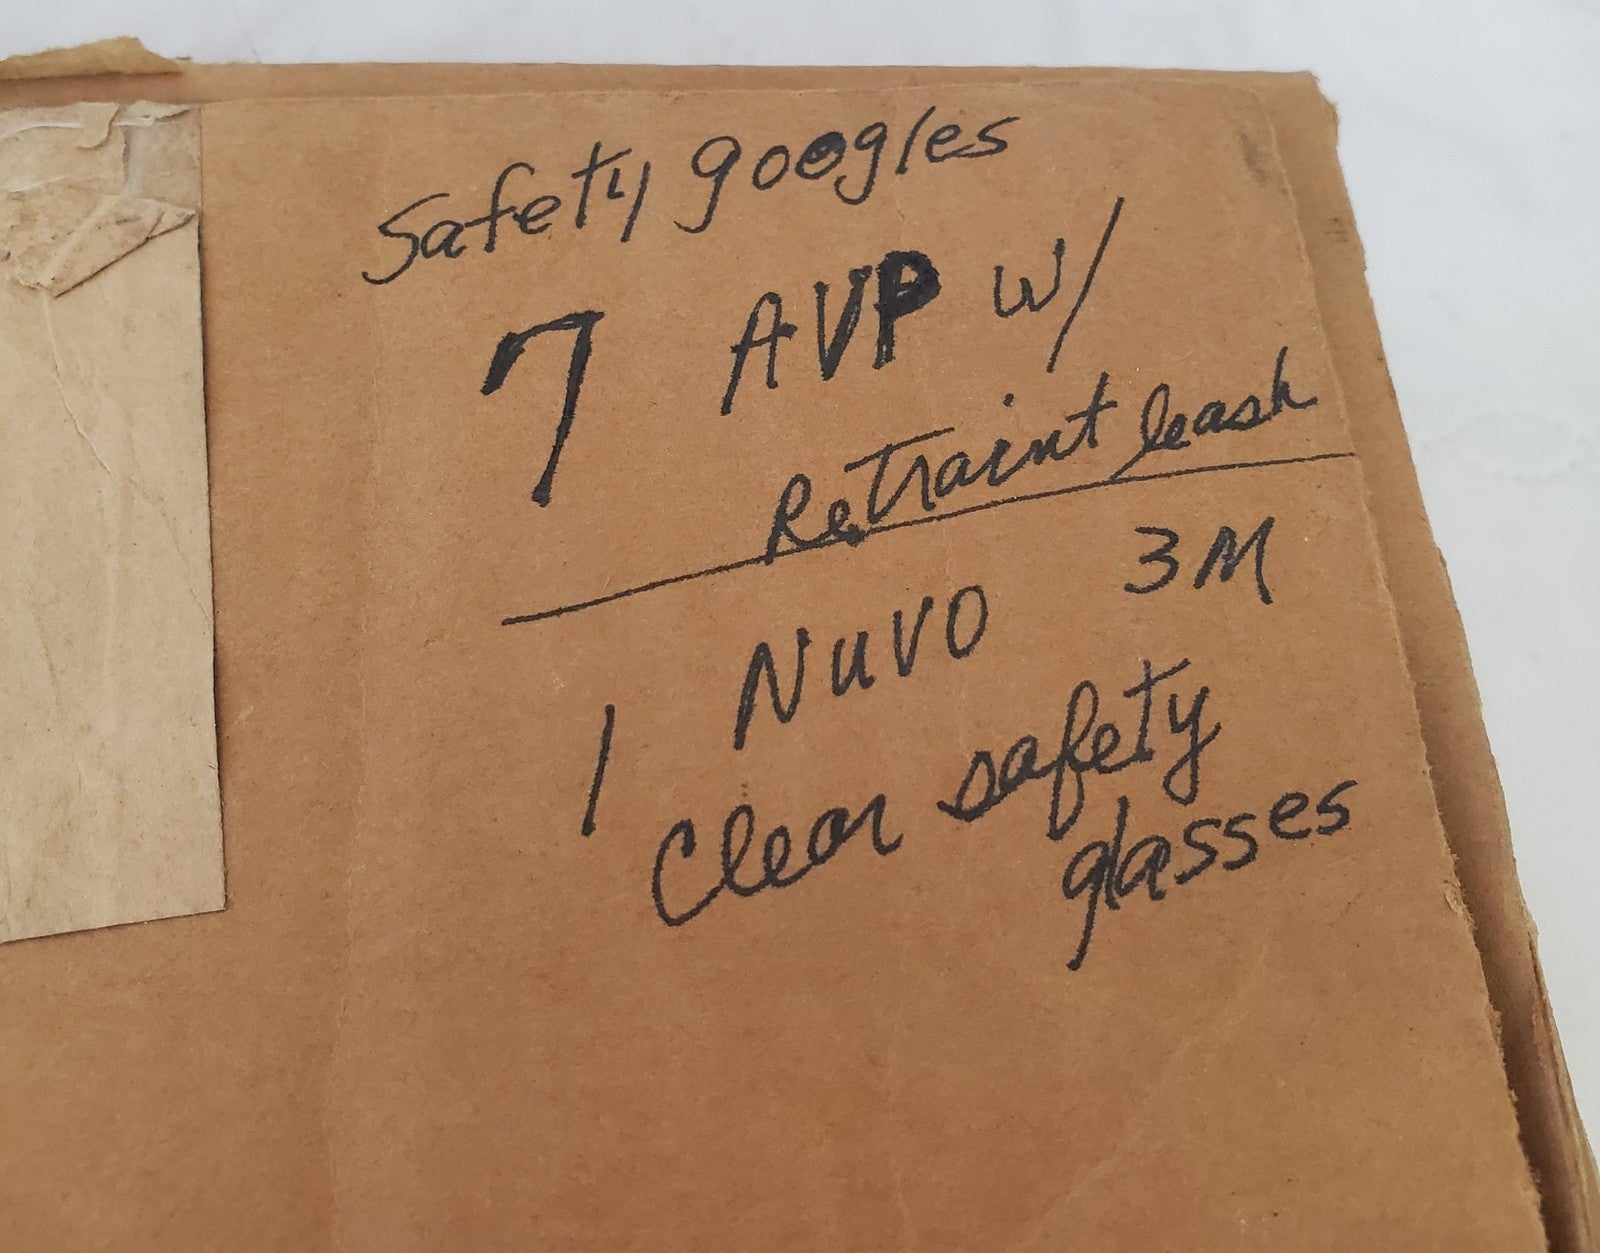 Safety googles
7 AVP w/
Retraint leash
1 NUVO 3M
Clear safety
glasses